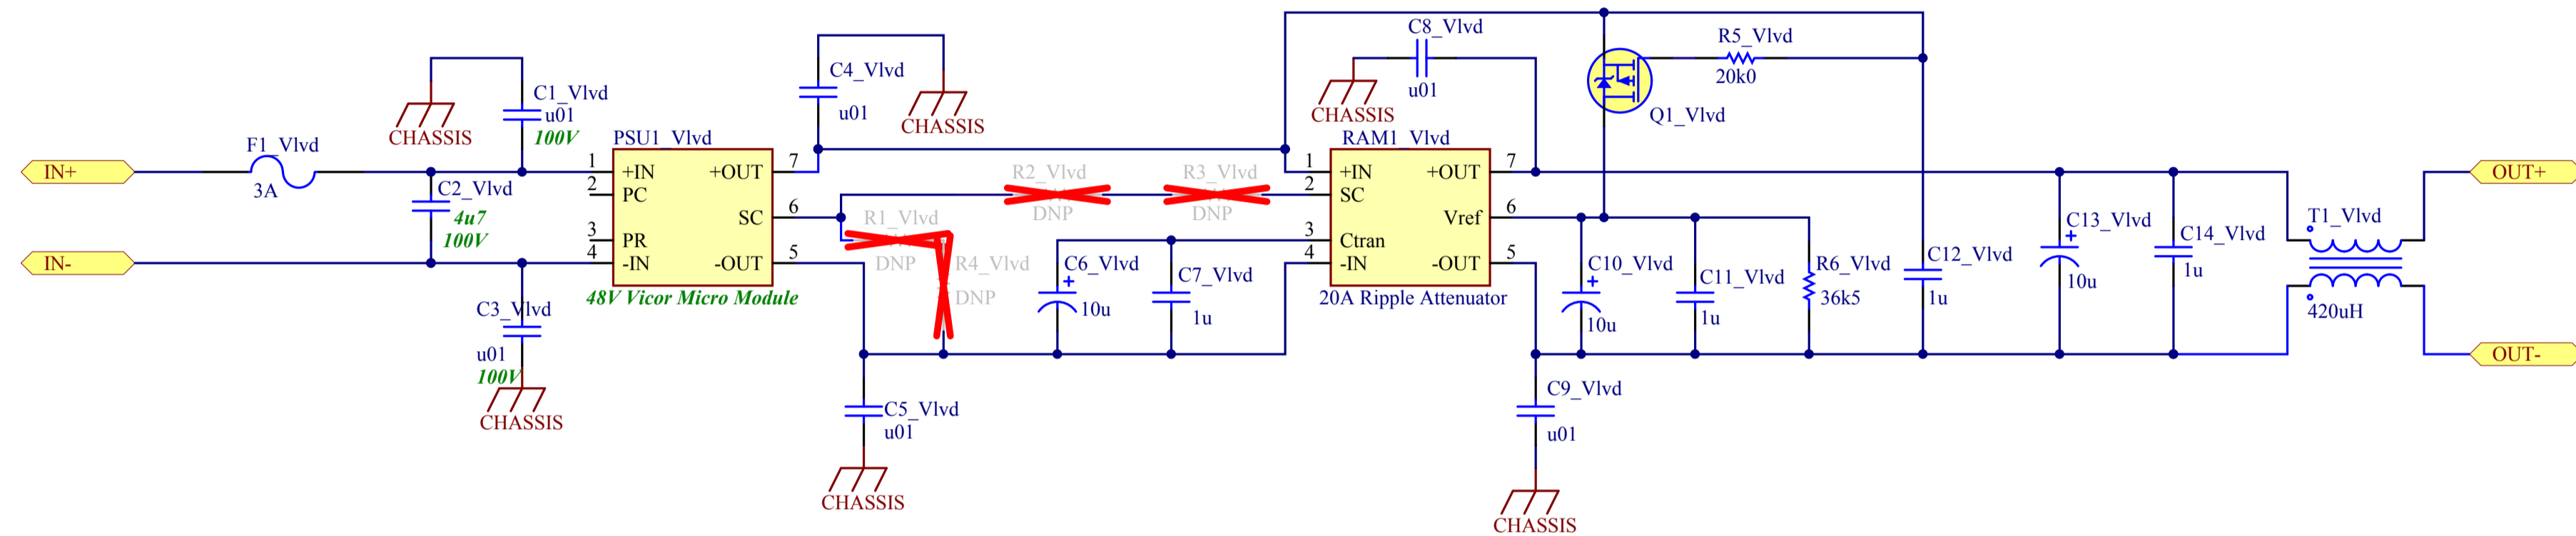 IN+
IN-
F1_Vlvd
3A
CHASSIS
C1_Vlvd
u01
100V
C2_Vlvd
4u7
100V
C3_Vlvd
u01
100V
CHASSIS
PSU1_Vlvd
1
2
3
4
+IN
PC
PR
-IN
+OUT
SC
-OUT
7
6
5
48V Vicor Micro Module
C4_Vlvd
u01
CHASSIS
R1_Vlvd
DNP
R2_Vlvd
DNP
R3_Vlvd
DNP
R4_Vlvd
DNP
C5_Vlvd
u01
CHASSIS
C6_Vlvd
+
10u
C7_Vlvd
1u
CHASSIS
C8_Vlvd
u01
RAM1_Vlvd
1
2
3
4
+IN
SC
Ctran
-IN
+OUT
Vref
-OUT
7
6
5
20A Ripple Attenuator
C9_Vlvd
u01
CHASSIS
Q1_Vlvd
R5_Vlvd
20k0
C10_Vlvd
+
10u
C11_Vlvd
1u
R6_Vlvd
36k5
C12_Vlvd
1u
C13_Vlvd
+
10u
C14_Vlvd
1u
T1_Vlvd
420uH
OUT+
OUT-